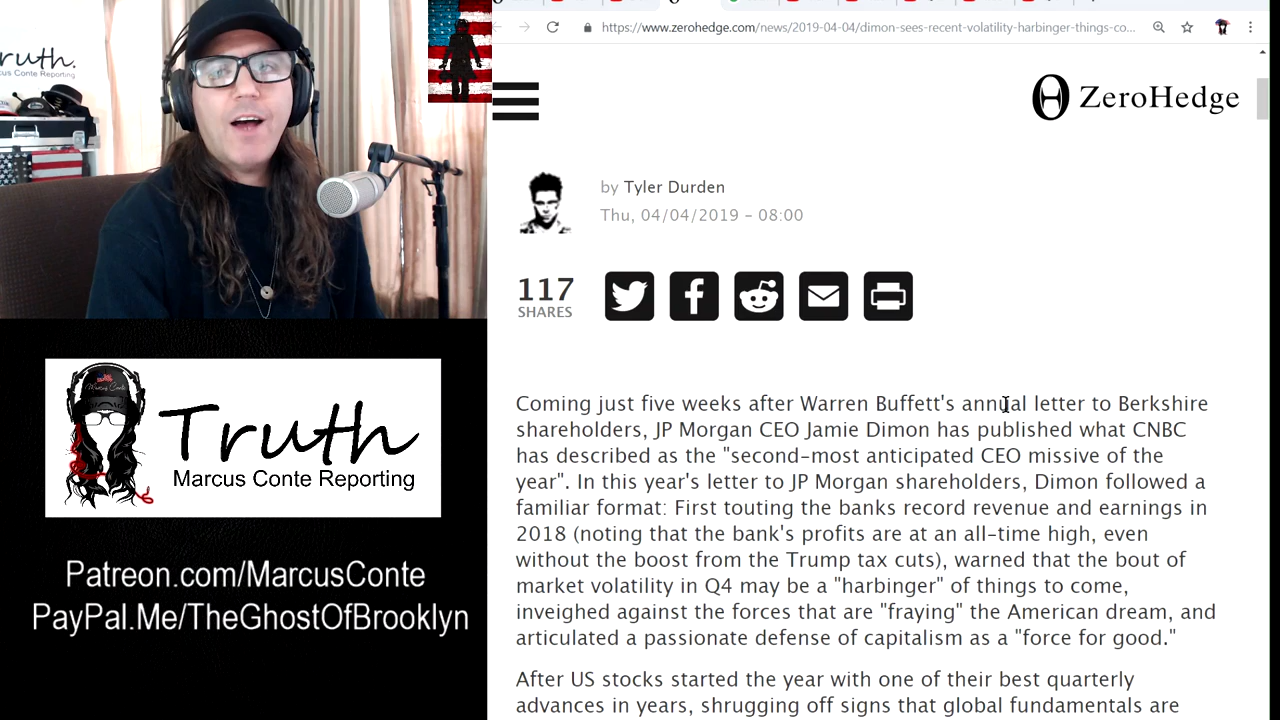 Truth.
cus Conte Reporting
https://www.zerohedge.com/news/2019-04-04/dimon-sees-recent-volatility-harbinger-things-co...
ZeroHedge
by Tyler Durden
Thu, 04/04/2019 – 08:00
117
SHARES
Coming just five weeks after Warren Buffett's annual letter to Berkshire
shareholders, JP Morgan CEO Jamie Dimon has published what CNBC
has described as the "second-most anticipated CEO missive of the
year". In this year's letter to JP Morgan shareholders, Dimon followed a
familiar format: First touting the banks record revenue and earnings in
2018 (noting that the bank's profits are at an all-time high, even
without the boost from the Trump tax cuts), warned that the bout of
market volatility in Q4 may be a "harbinger" of things to come,
inveighed against the forces that are "fraying" the American dream, and
articulated a passionate defense of capitalism as a "force for good."
After US stocks started the year with one of their best quarterly
advances in years, shrugging off signs that global fundamentals are
Marcus Conte
Truth
Marcus Conte Reporting
Patreon.com/MarcusConte
PayPal.Me/TheGhostOfBrooklyn